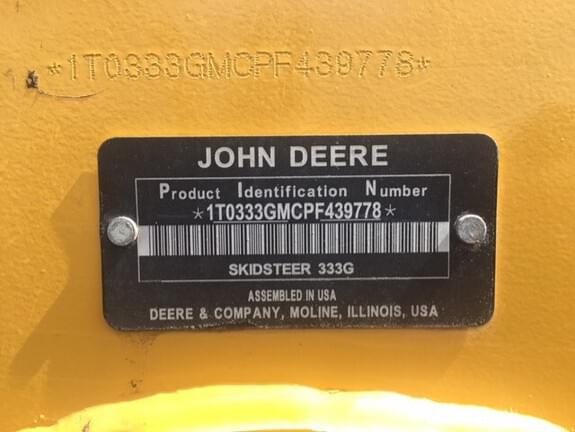 *1T0333GMCPF439778*
JOHN DEERE
Product Identification Number
*1T0333GMCPF439778*
SKIDSTEER 333G
ASSEMBLED IN USA
DEERE & COMPANY, MOLINE, ILLINOIS, USA